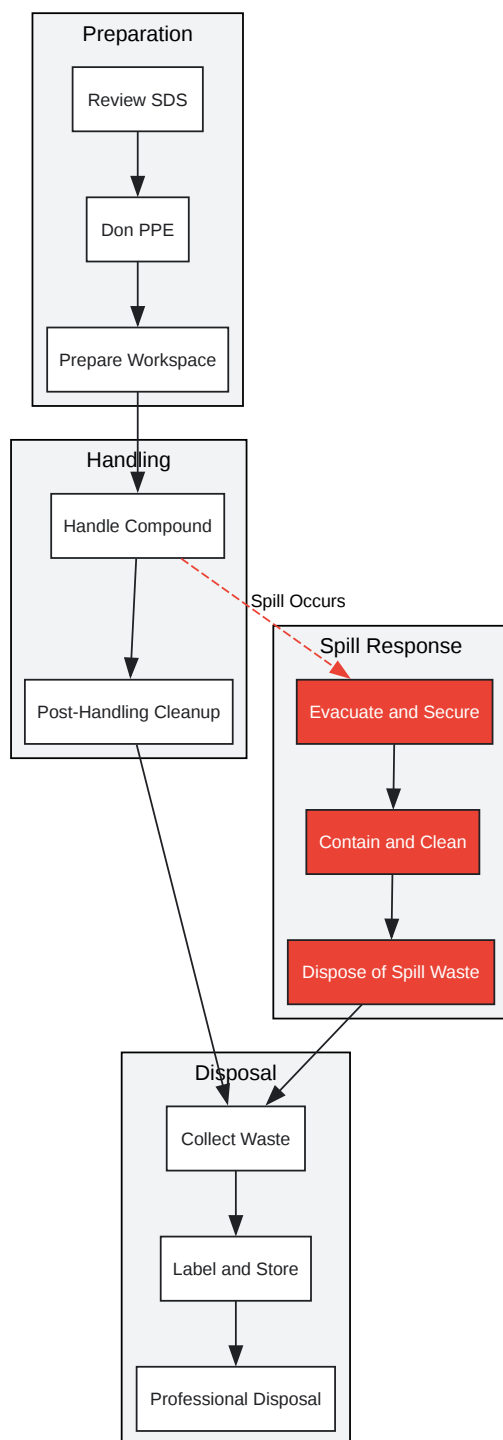 Preparation
Review SDS
Don PPE
Prepare Workspace
Handling
Handle Compound
Spill Occurs
Post-Handling Cleanup
Spill Response
Evacuate and Secure
Contain and Clean
Dispose of Spill Waste
Disposal
Collect Waste
Label and Store
Professional Disposal